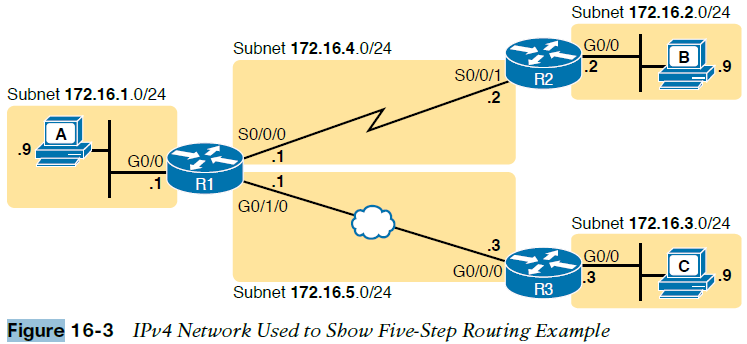 Subnet 172.16.2.0/24
Subnet 172.16.4.0/24
G0/0
B
S0/0/1
R2
.2
.9
.2
Subnet 172.16.1.0/24
A
S0/0/0
.9
G0/0
.1
.1
R1
.1
G0/1/0
Subnet 172.16.3.0/24
.3
G0/0
C
G0/0/0
R3
.3
.9
Subnet 172.16.5.0/24
Figure 16-3 IPv4 Network Used to Show Five-Step Routing Example